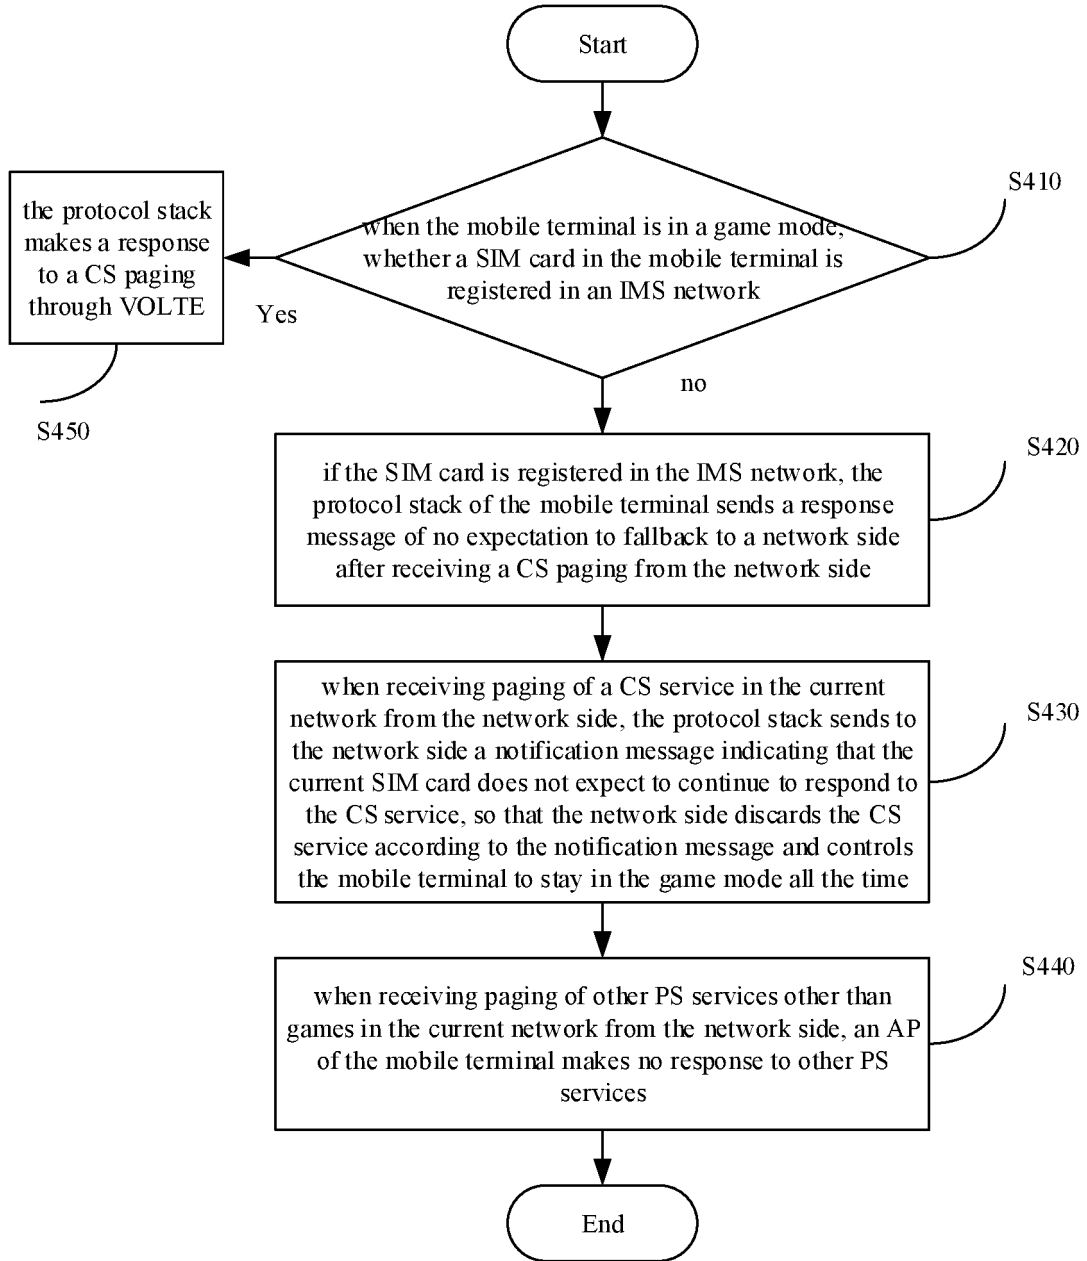 Start
when the mobile terminal is in a game mode,
whether a SIM card in the mobile terminal is
registered in an IMS network
S410
the protocol stack
makes a response
to a CS paging
through VOLTE
Yes
S450
no
if the SIM card is registered in the IMS network, the
protocol stack of the mobile terminal sends a response
message of no expectation to fallback to a network side
after receiving a CS paging from the network side
S420
when receiving paging of a CS service in the current
network from the network side, the protocol stack sends to
the network side a notification message indicating that the
current SIM card does not expect to continue to respond to
the CS service, so that the network side discards the CS
service according to the notification message and controls
the mobile terminal to stay in the game mode all the time
S430
when receiving paging of other PS services other than
games in the current network from the network side, an AP
of the mobile terminal makes no response to other PS
services
S440
End